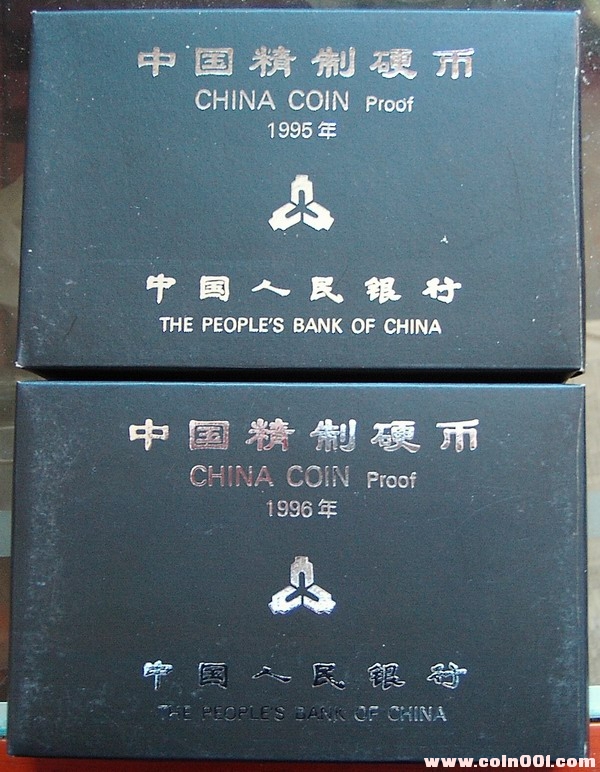 中国精制硬币
CHINA COIN Proof
1995年
中国人民银行
THE PEOPLE'S BANK OF CHINA
中国精制硬币
CHINA COIN Proof
1996年
中国人民银行
THE PEOPLE'S BANK OF CHINA
www.coin001.com